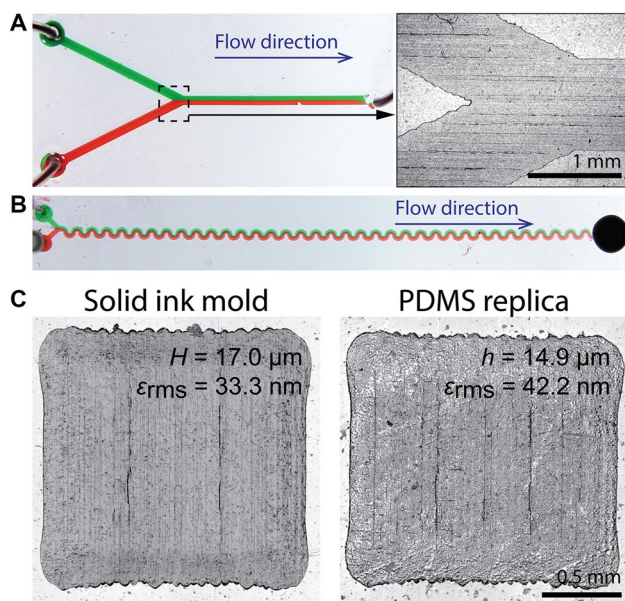 A
Flow direction
1 mm
B
Flow direction
C
Solid ink mold
PDMS replica
H = 17.0 µm
εrms = 33.3 nm
h = 14.9 µm
εrms = 42.2 nm
0.5 mm